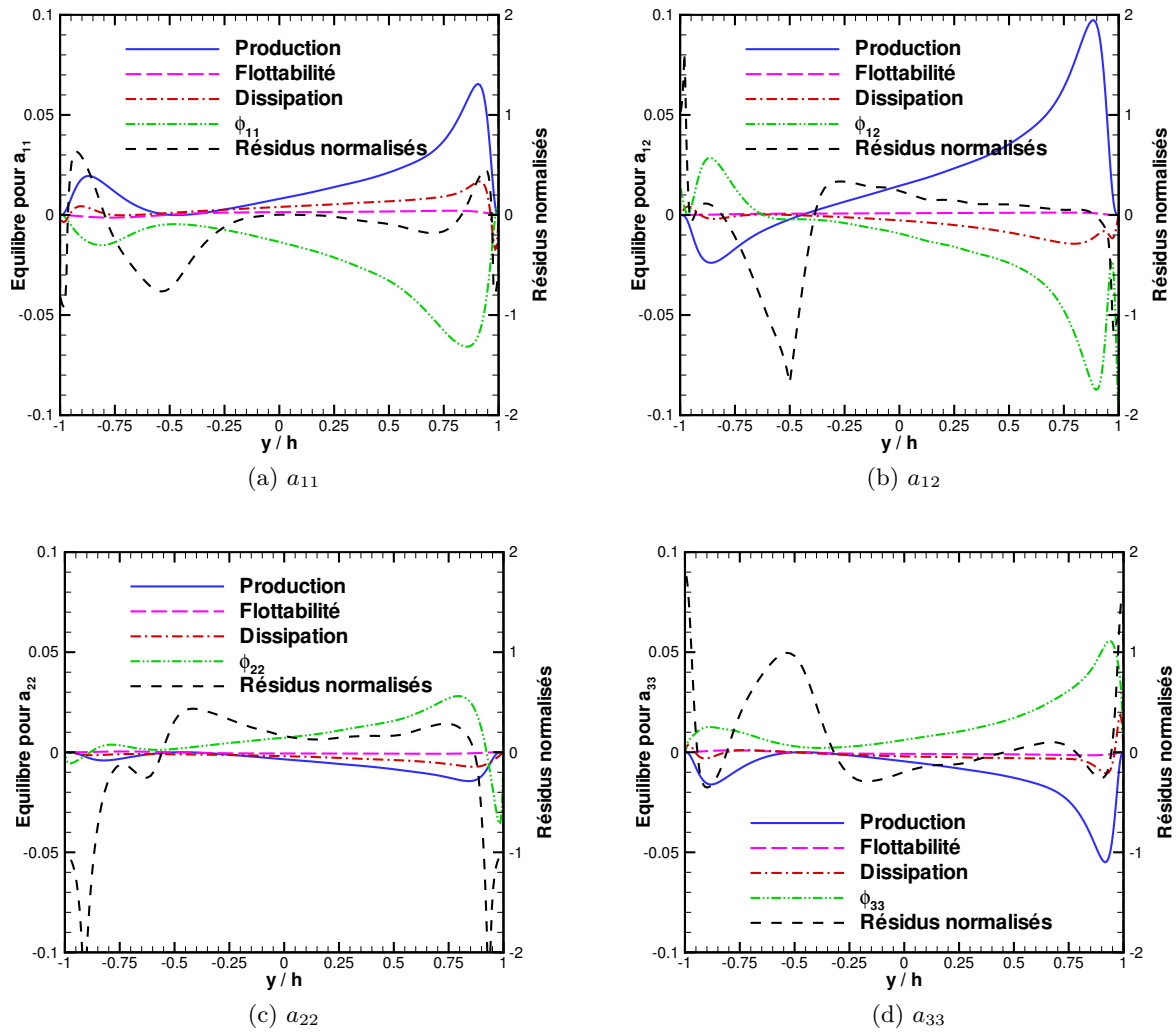 Production
Flottabilité
Dissipation
ϕ11
Résidus normalisés
Equilibre pour a11
Résidus normalisés
0.1
0.05
0
-0.05
-0.1
2
1
0
-1
-2
-1 -0.75 -0.5 -0.25 0 0.25 0.5 0.75 1
y / h
(a) a11
Production
Flottabilité
Dissipation
ϕ12
Résidus normalisés
Equilibre pour a12
Résidus normalisés
0.1
0.05
0
-0.05
-0.1
2
1
0
-1
-2
-1 -0.75 -0.5 -0.25 0 0.25 0.5 0.75 1
y / h
(b) a12
Production
Flottabilité
Dissipation
ϕ22
Résidus normalisés
Equilibre pour a22
Résidus normalisés
0.1
0.05
0
-0.05
-0.1
2
1
0
-1
-2
-1 -0.75 -0.5 -0.25 0 0.25 0.5 0.75 1
y / h
(c) a22
Production
Flottabilité
Dissipation
ϕ33
Résidus normalisés
Equilibre pour a33
Résidus normalisés
0.1
0.05
0
-0.05
-0.1
2
1
0
-1
-2
-1 -0.75 -0.5 -0.25 0 0.25 0.5 0.75 1
y / h
(d) a33